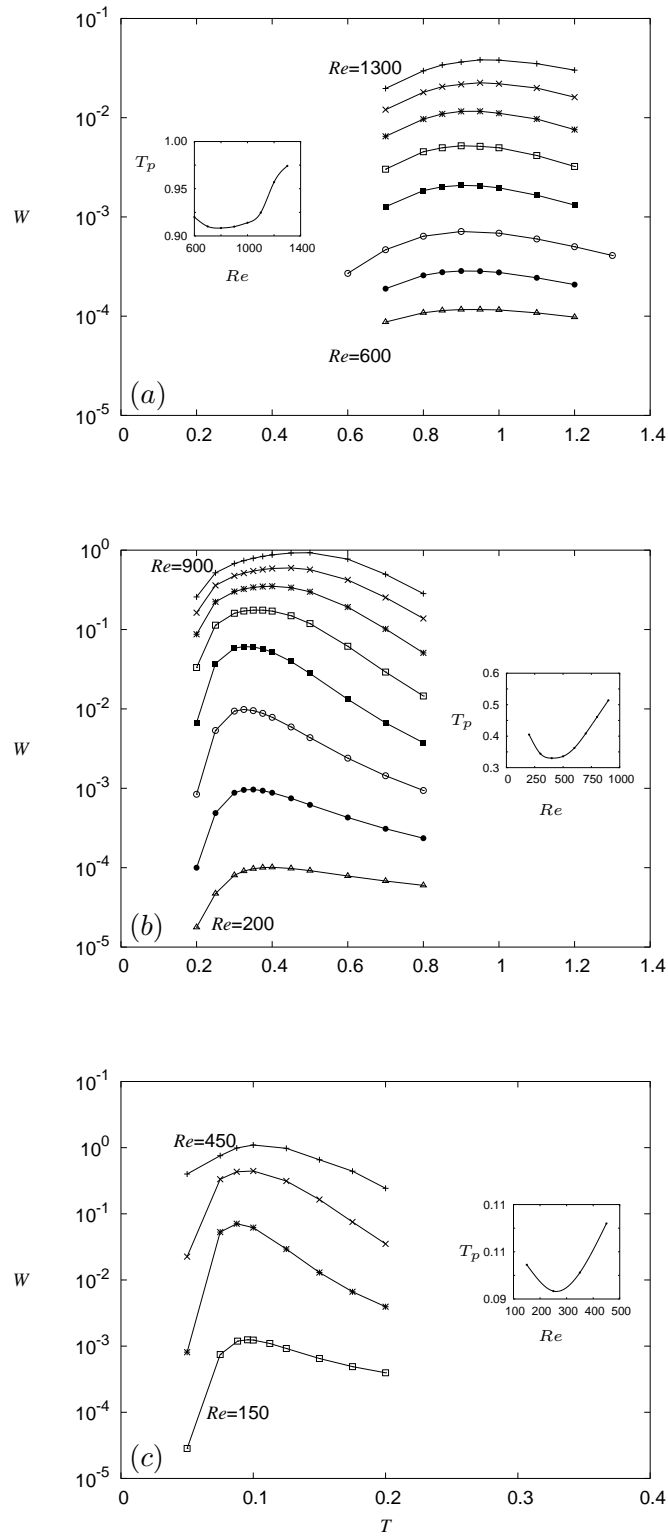 10^-1
Re=1300
10^-2
1.00
T_p
0.95
W
10^-3
0.90
600 1000 1400
Re
10^-4
Re=600
10^-5
(a)
0 0.2 0.4 0.6 0.8 1 1.2 1.4
10^0
Re=900
10^-1
0.6
0.5
10^-2
T_p
W
0.4
0.3
0 250 500 750 1000
10^-3
Re
10^-4
Re=200
(b)
10^-5
0 0.2 0.4 0.6 0.8 1 1.2 1.4
10^-1
Re=450
10^0
0.11
10^-1
T_p
0.11
W
10^-2
0.09
100 200 300 400 500
10^-3
Re
Re=150
10^-4
(c)
10^-5
0 0.1 0.2 0.3 0.4
T